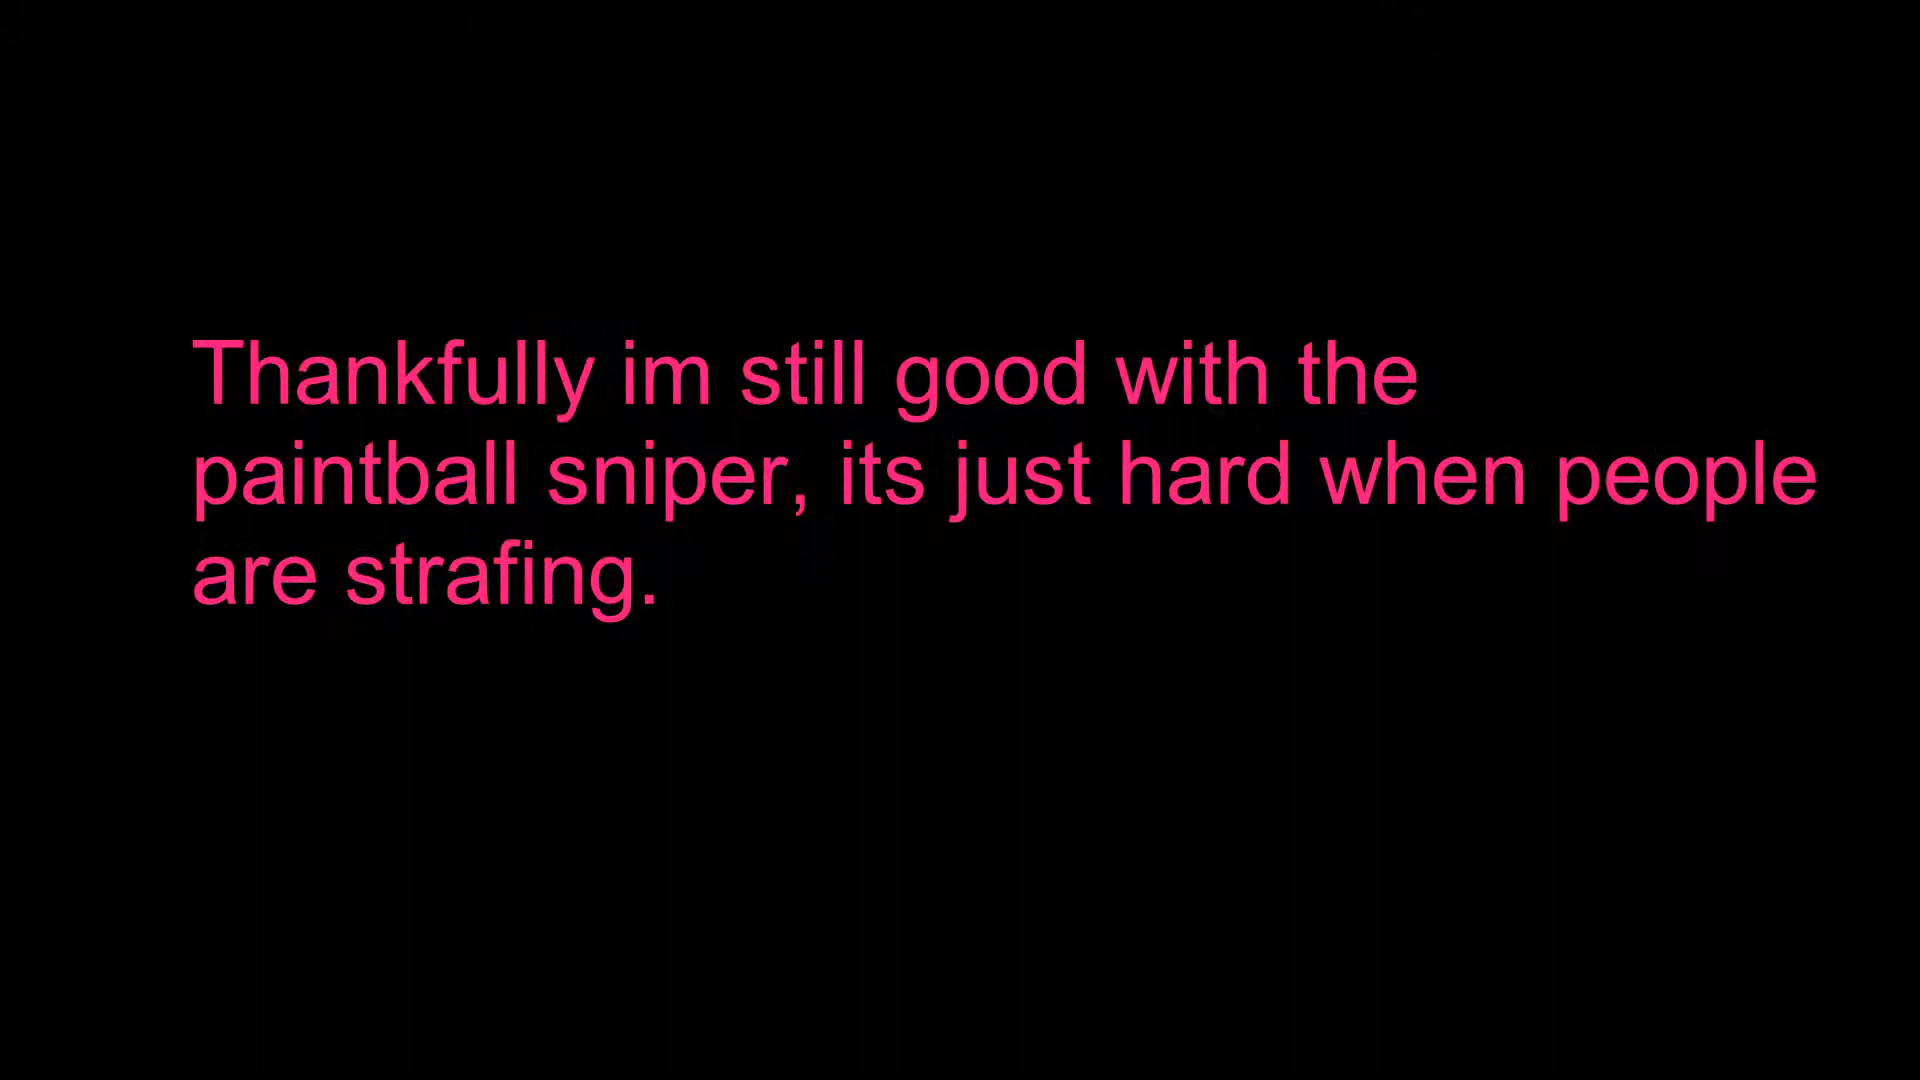 Thankfully im still good with the
paintball sniper, its just hard when people
are strafing.